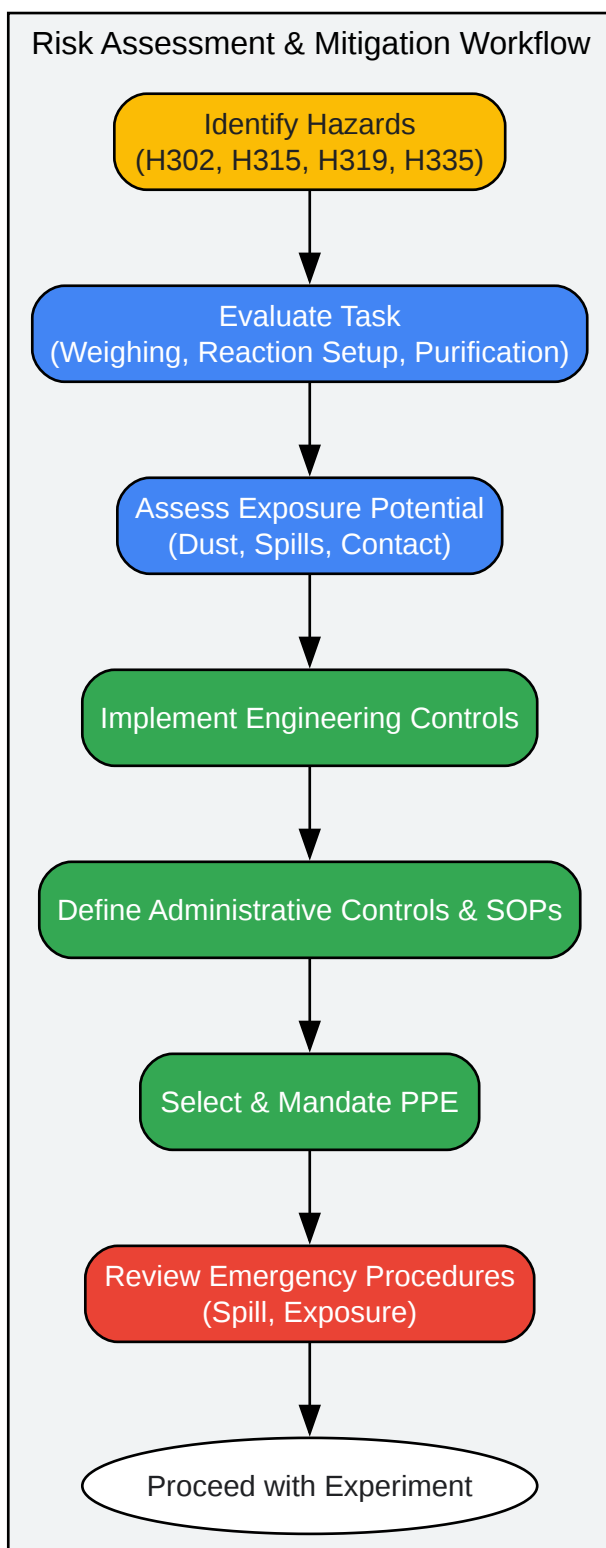 Risk Assessment & Mitigation Workflow
Identify Hazards
(H302, H315, H319, H335)
Evaluate Task
(Weighing, Reaction Setup, Purification)
Assess Exposure Potential
(Dust, Spills, Contact)
Implement Engineering Controls
Define Administrative Controls & SOPs
Select & Mandate PPE
Review Emergency Procedures
(Spill, Exposure)
Proceed with Experiment